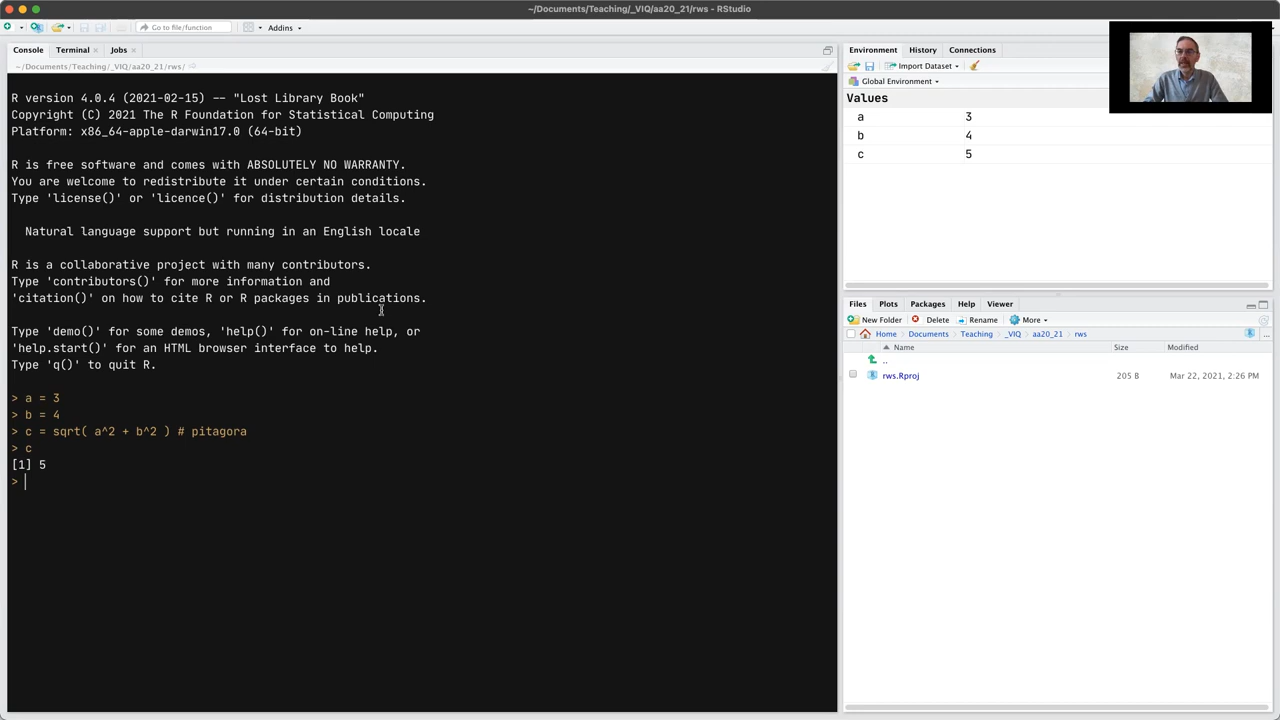 ~/Documents/Teaching/_VIQ/aa20_21/rws - RStudio
Go to file/function
Addins
Console Terminal Jobs
~/Documents/Teaching/_VIQ/aa20_21/rws/
R version 4.0.4 (2021-02-15) -- "Lost Library Book"
Copyright (C) 2021 The R Foundation for Statistical Computing
Platform: x86_64-apple-darwin17.0 (64-bit)
R is free software and comes with ABSOLUTELY NO WARRANTY.
You are welcome to redistribute it under certain conditions.
Type 'license()' or 'licence()' for distribution details.
Natural language support but running in an English locale
R is a collaborative project with many contributors.
Type 'contributors()' for more information and
'citation()' on how to cite R or R packages in publications.
Type 'demo()' for some demos, 'help()' for on-line help, or
'help.start()' for an HTML browser interface to help.
Type 'q()' to quit R.
> a = 3
> b = 4
> c = sqrt( a^2 + b^2 ) # pitagora
> c
[1] 5
>
Environment History Connections
Import Dataset
Global Environment
Values
a 3
b 4
c 5
Files Plots Packages Help Viewer
New Folder Delete Rename More
Home Documents Teaching _VIQ aa20_21 rws ...
Name Size Modified
..
rws.Rproj 205 B Mar 22, 2021, 2:26 PM